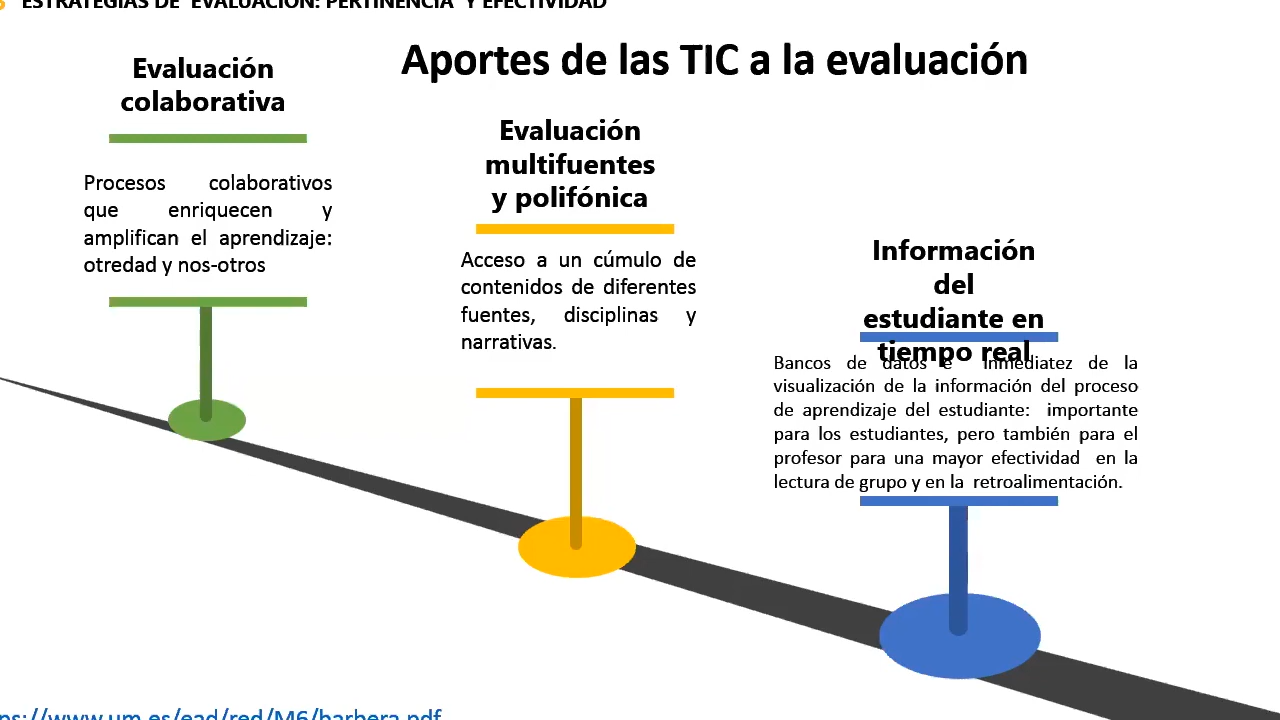 ESTRATEGIAS DE EVALUACIÓN: PERTINENCIA Y EFECTIVIDAD
Aportes de las TIC a la evaluación
Evaluación
colaborativa
Procesos colaborativos
que enriquecen y
amplifican el aprendizaje:
otredad y nos-otros
Evaluación
multifuentes
y polifónica
Acceso a un cúmulo de
contenidos de diferentes
fuentes, disciplinas y
narrativas.
Información
del
estudiante en
tiempo real
Bancos de datos e inmediatez de la
visualización de la información del proceso
de aprendizaje del estudiante: importante
para los estudiantes, pero también para el
profesor para una mayor efectividad en la
lectura de grupo y en la retroalimentación.
ps://www.um.es/ead/red/M6/barbera.pdf